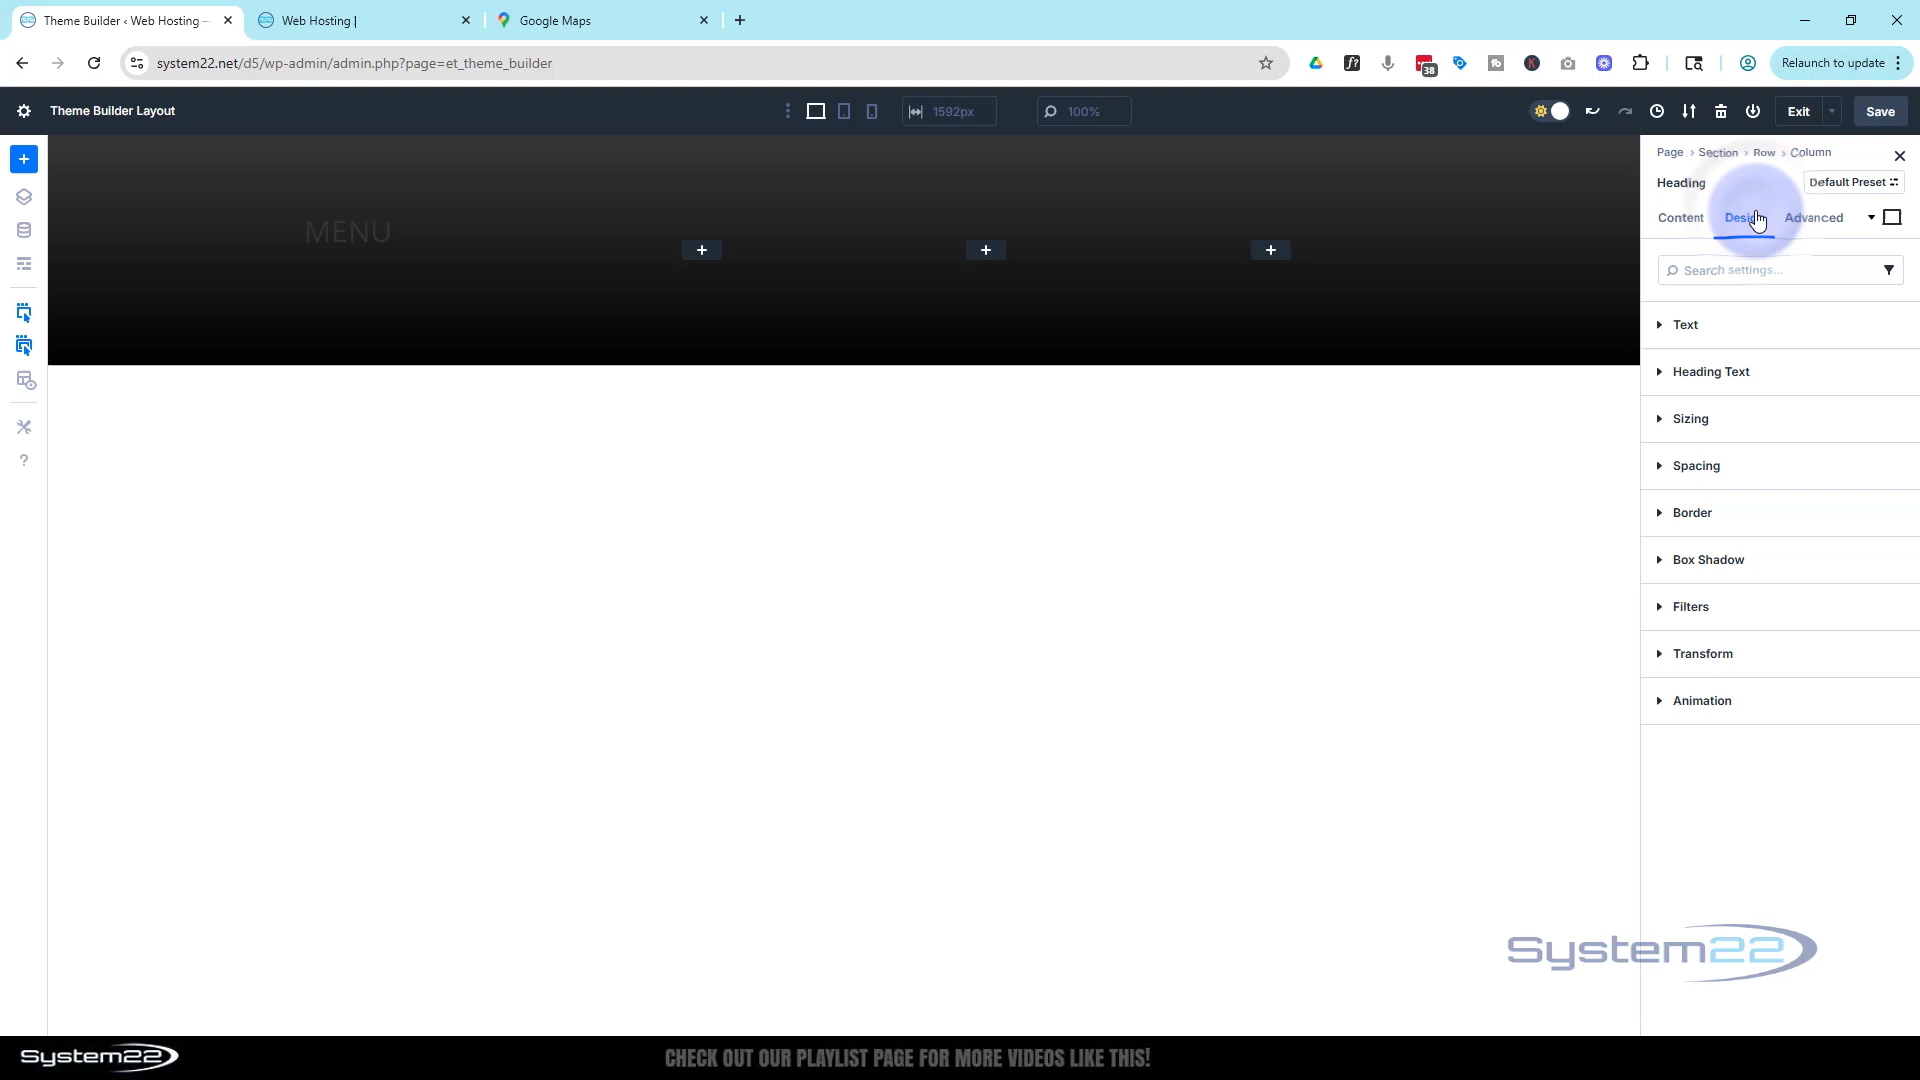 Theme Builder ‹ Web Hosting —
Web Hosting |
Google Maps
system22.net/d5/wp-admin/admin.php?page=et_theme_builder
38
Relaunch to update
Theme Builder Layout
1592px
100%
Exit
Save
Page › Section › Row › Column
Heading
Default Preset
Content
Design
Advanced
Search settings...
MENU
Text
Heading Text
Sizing
Spacing
Border
Box Shadow
Filters
Transform
Animation
System22
System22
CHECK OUT OUR PLAYLIST PAGE FOR MORE VIDEOS LIKE THIS!